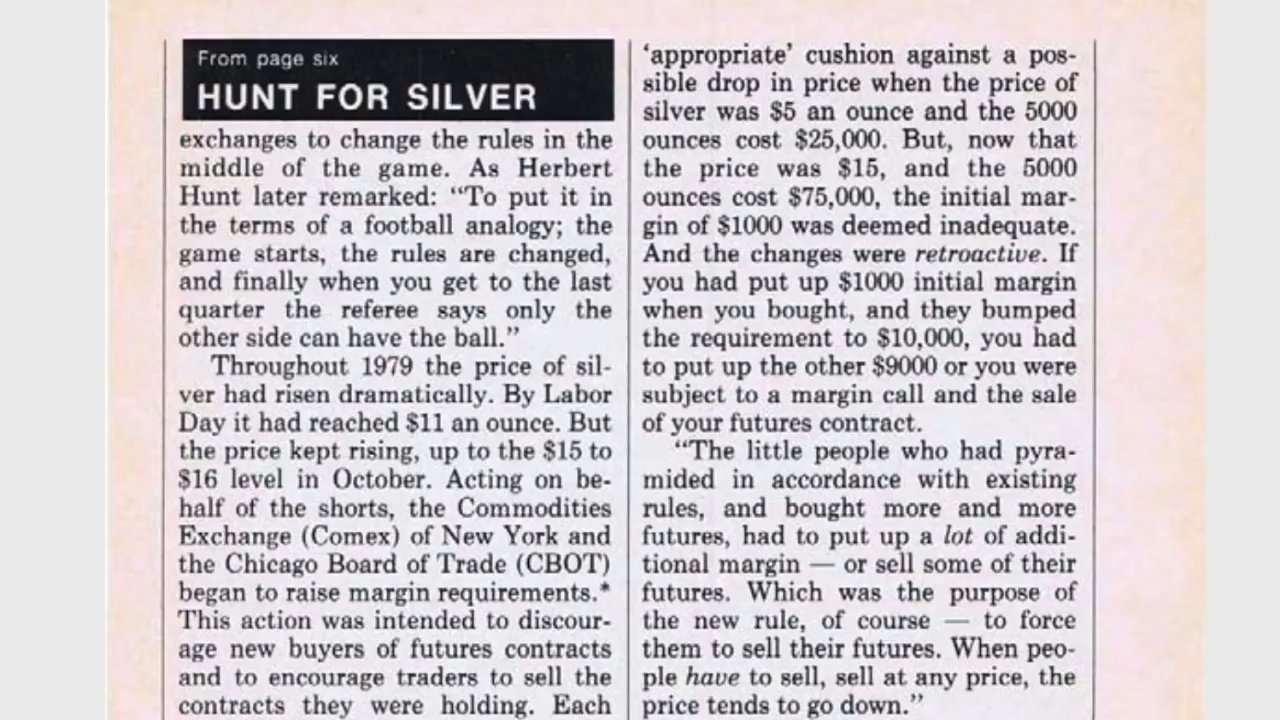 From page six
HUNT FOR SILVER
exchanges to change the rules in the
middle of the game. As Herbert
Hunt later remarked: “To put it in
the terms of a football analogy; the
game starts, the rules are changed,
and finally when you get to the last
quarter the referee says only the
other side can have the ball.”
Throughout 1979 the price of sil-
ver had risen dramatically. By Labor
Day it had reached $11 an ounce. But
the price kept rising, up to the $15 to
$16 level in October. Acting on be-
half of the shorts, the Commodities
Exchange (Comex) of New York and
the Chicago Board of Trade (CBOT)
began to raise margin requirements.*
This action was intended to discour-
age new buyers of futures contracts
and to encourage traders to sell the
contracts they were holding. Each
‘appropriate’ cushion against a pos-
sible drop in price when the price of
silver was $5 an ounce and the 5000
ounces cost $25,000. But, now that
the price was $15, and the 5000
ounces cost $75,000, the initial mar-
gin of $1000 was deemed inadequate.
And the changes were retroactive. If
you had put up $1000 initial margin
when you bought, and they bumped
the requirement to $10,000, you had
to put up the other $9000 or you were
subject to a margin call and the sale
of your futures contract.
“The little people who had pyra-
mided in accordance with existing
rules, and bought more and more
futures, had to put up a lot of addi-
tional margin — or sell some of their
futures. Which was the purpose of
the new rule, of course — to force
them to sell their futures. When peo-
ple have to sell, sell at any price, the
price tends to go down.”